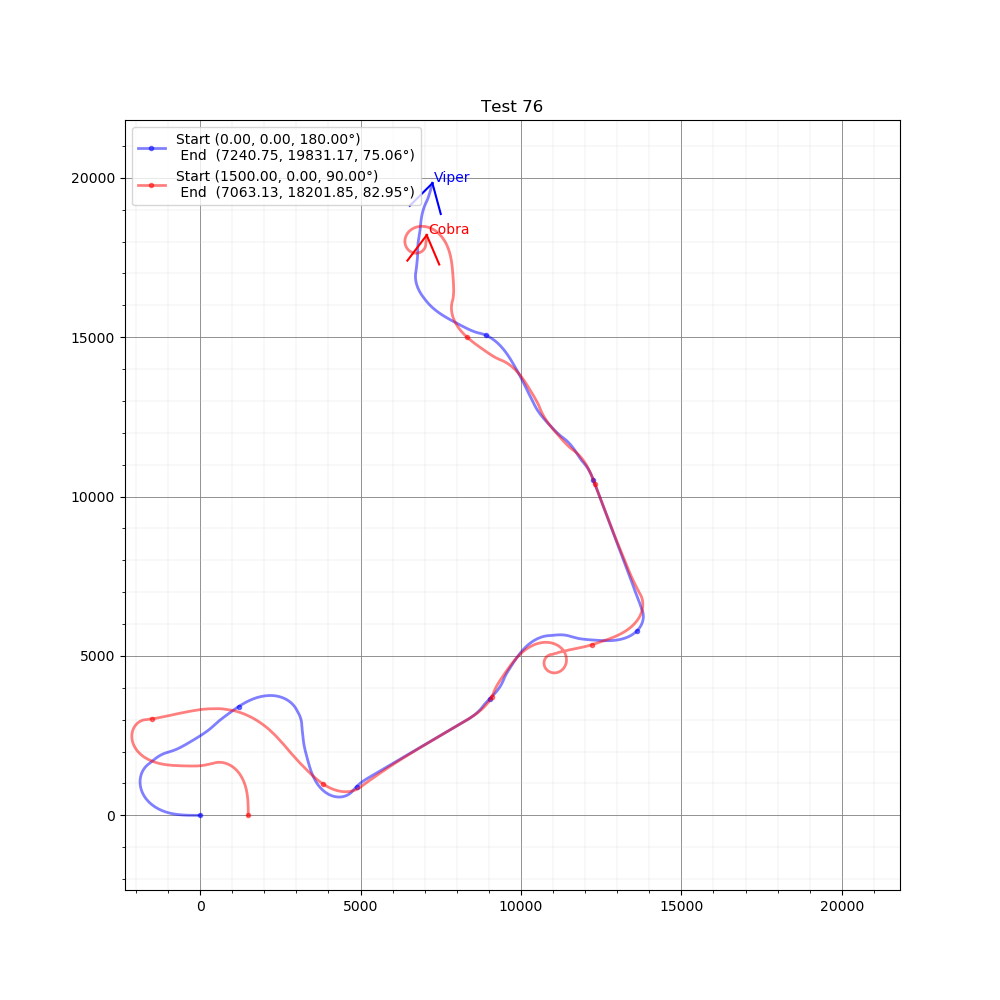 Test 76
Start (0.00, 0.00, 180.00°)
End  (7240.75, 19831.17, 75.06°)
Start (1500.00, 0.00, 90.00°)
End  (7063.13, 18201.85, 82.95°)
Viper
Cobra
20000
15000
10000
5000
0
0 5000 10000 15000 20000